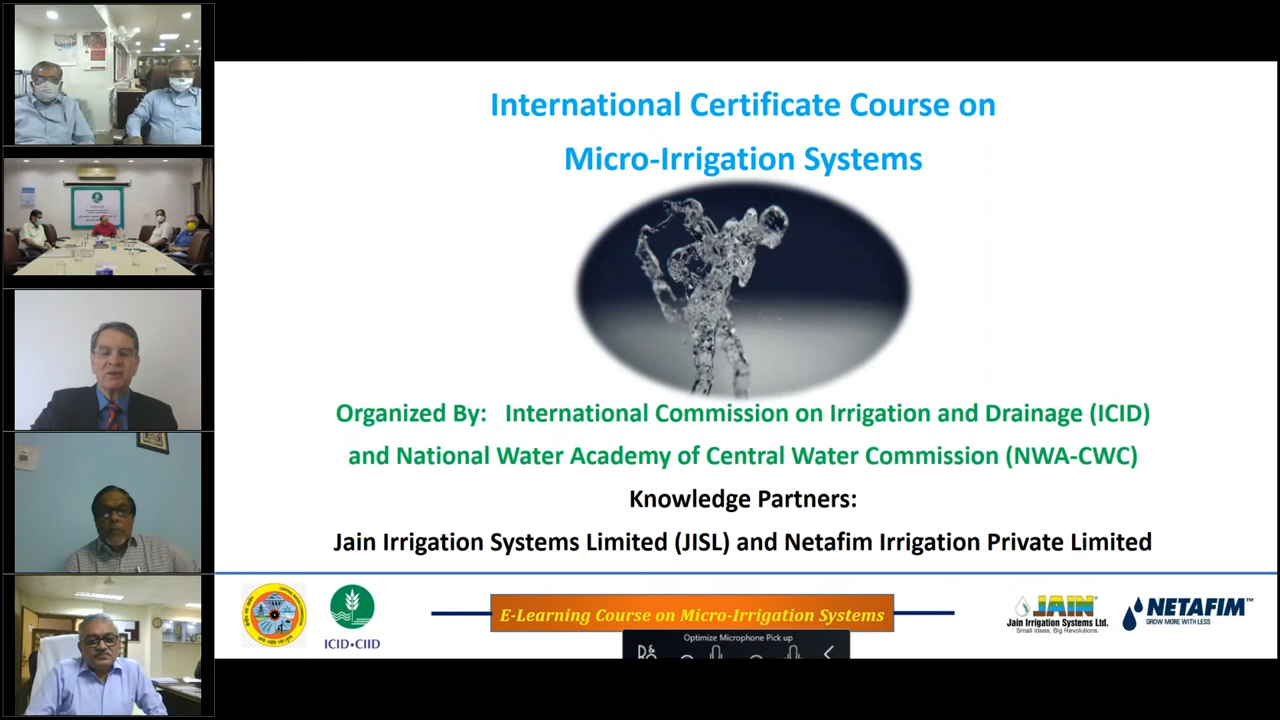 International Certificate Course on
Micro-Irrigation Systems
Organized By: International Commission on Irrigation and Drainage (ICID)
and National Water Academy of Central Water Commission (NWA-CWC)
Knowledge Partners:
Jain Irrigation Systems Limited (JISL) and Netafim Irrigation Private Limited
ICID•CIID
E-Learning Course on Micro-Irrigation Systems
JAIN®
Jain Irrigation Systems Ltd.
Small Ideas, Big Revolutions.
NETAFIM™
GROW MORE WITH LESS
Optimize Microphone Pick up